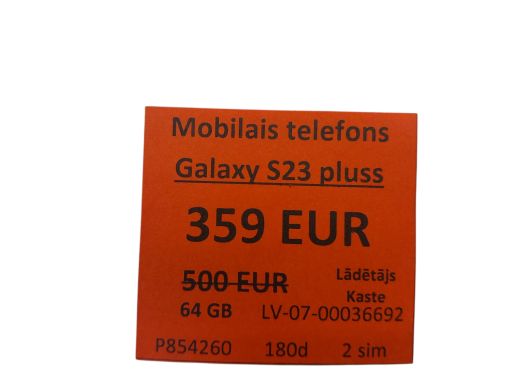 Mobilais telefons
Galaxy S23 pluss
359 EUR
500 EUR Lādētājs
Kaste
64 GB LV-07-00036692
P854260 180d 2 sim